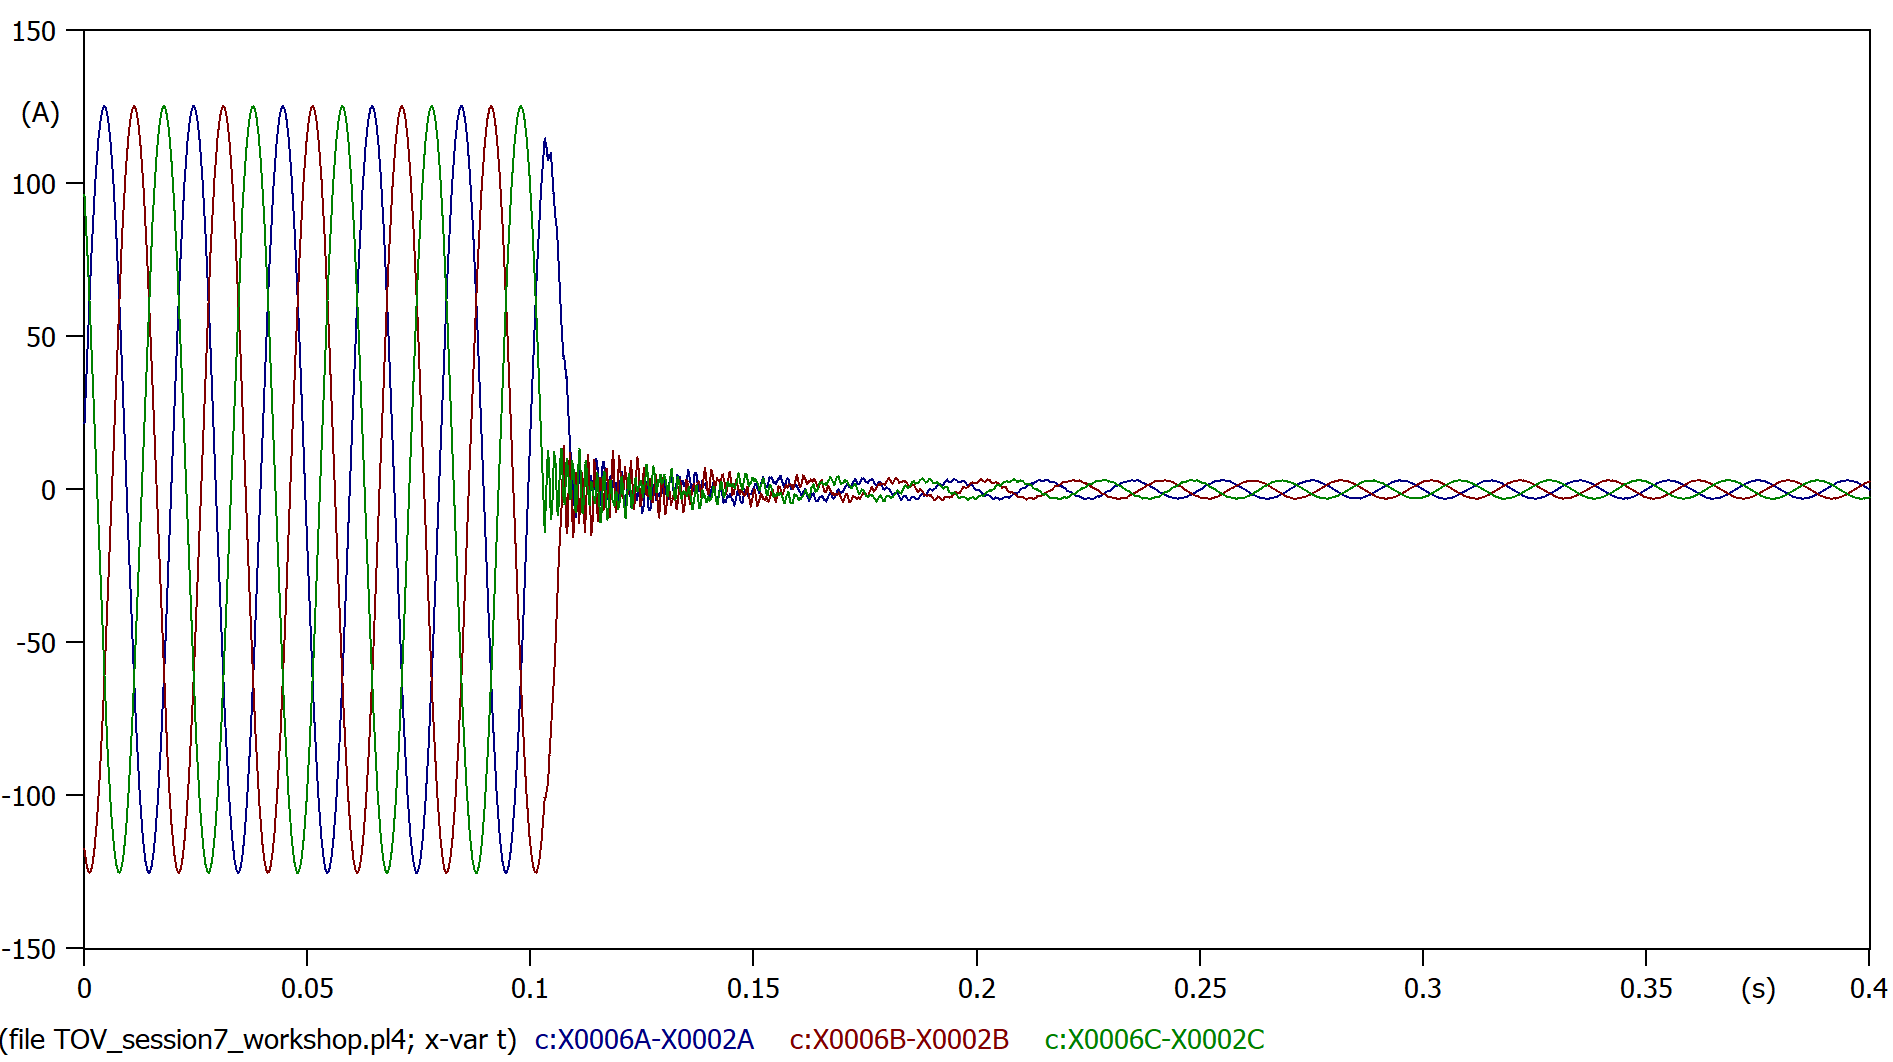 150
(A)
100
50
0
-50
-100
-150
0 0.05 0.1 0.15 0.2 0.25 0.3 0.35 (s) 0.4
(file TOV_session7_workshop.pl4; x-var t) c:X0006A-X0002A c:X0006B-X0002B c:X0006C-X0002C